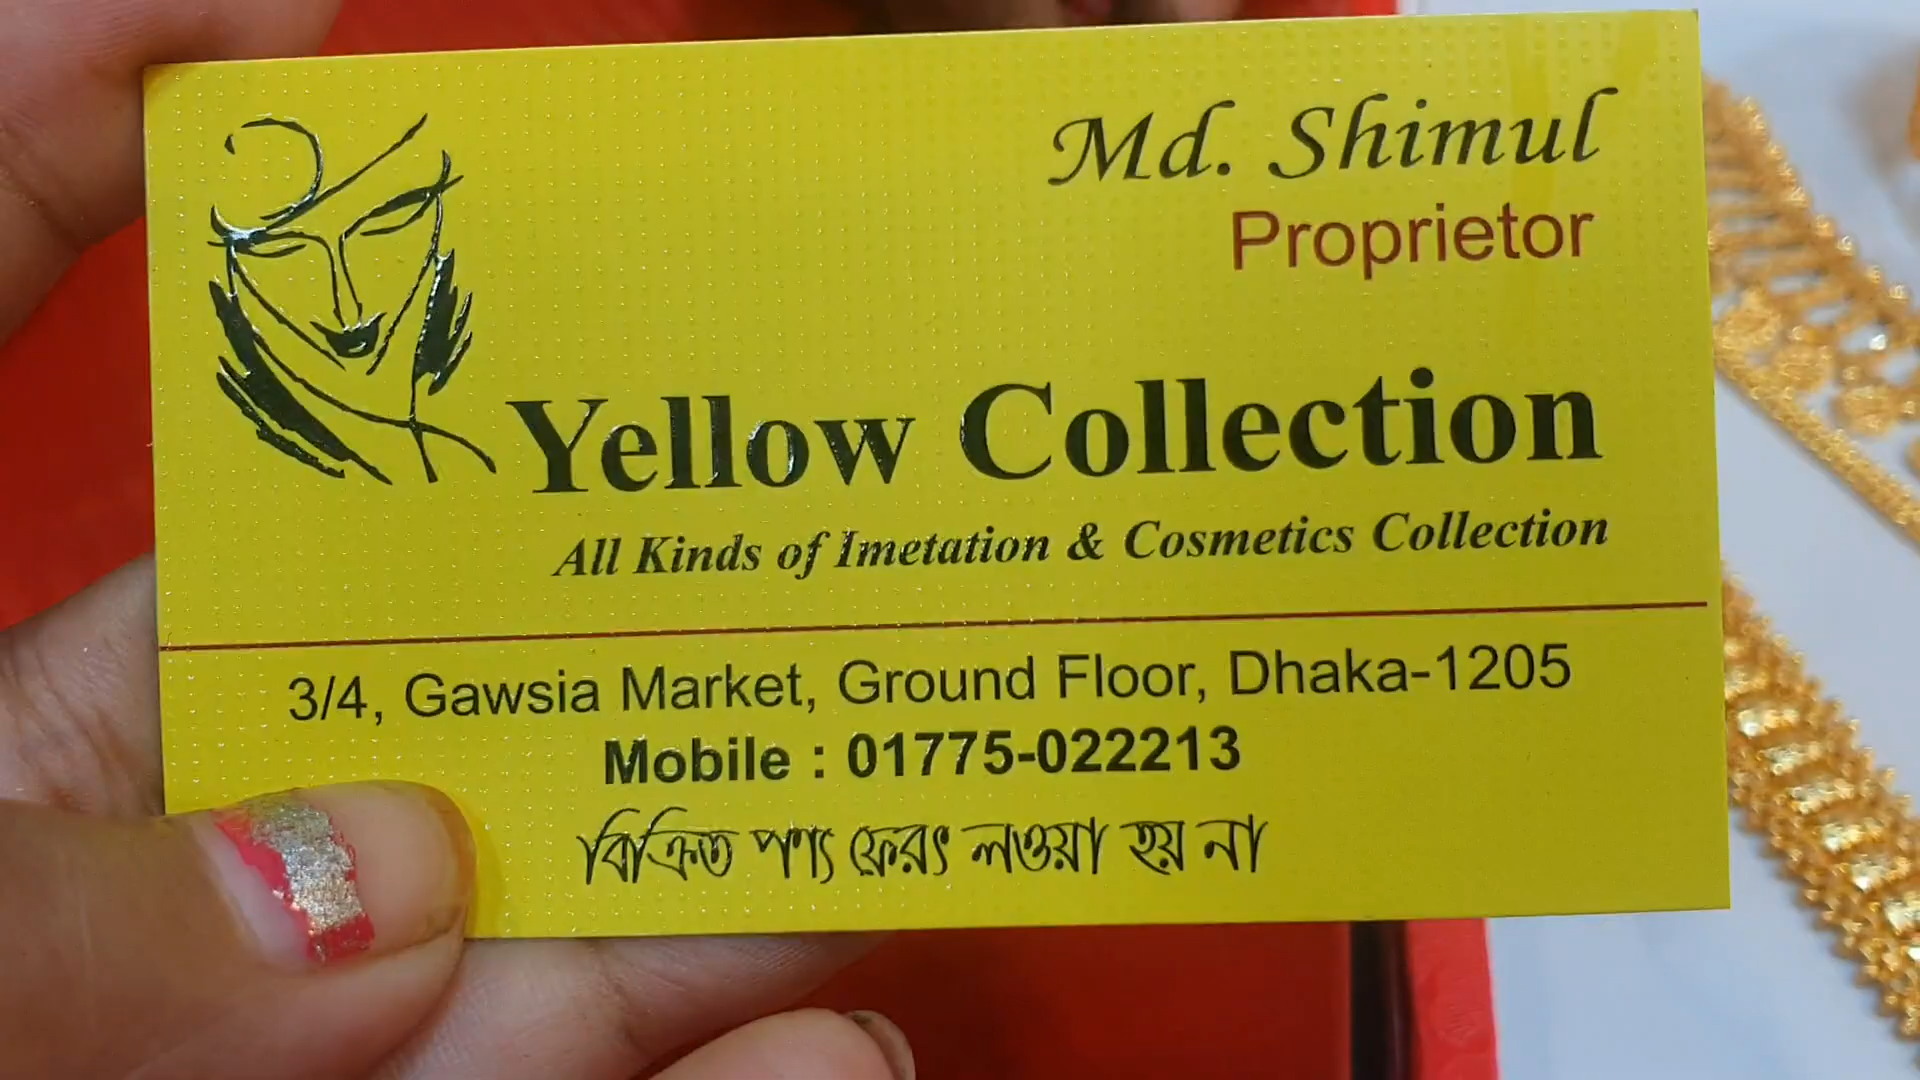 Md. Shimul
Proprietor
Yellow Collection
All Kinds of Imetation & Cosmetics Collection
3/4, Gawsia Market, Ground Floor, Dhaka-1205
Mobile : 01775-022213
বিক্রিত পণ্য ফেরৎ লওয়া হয় না